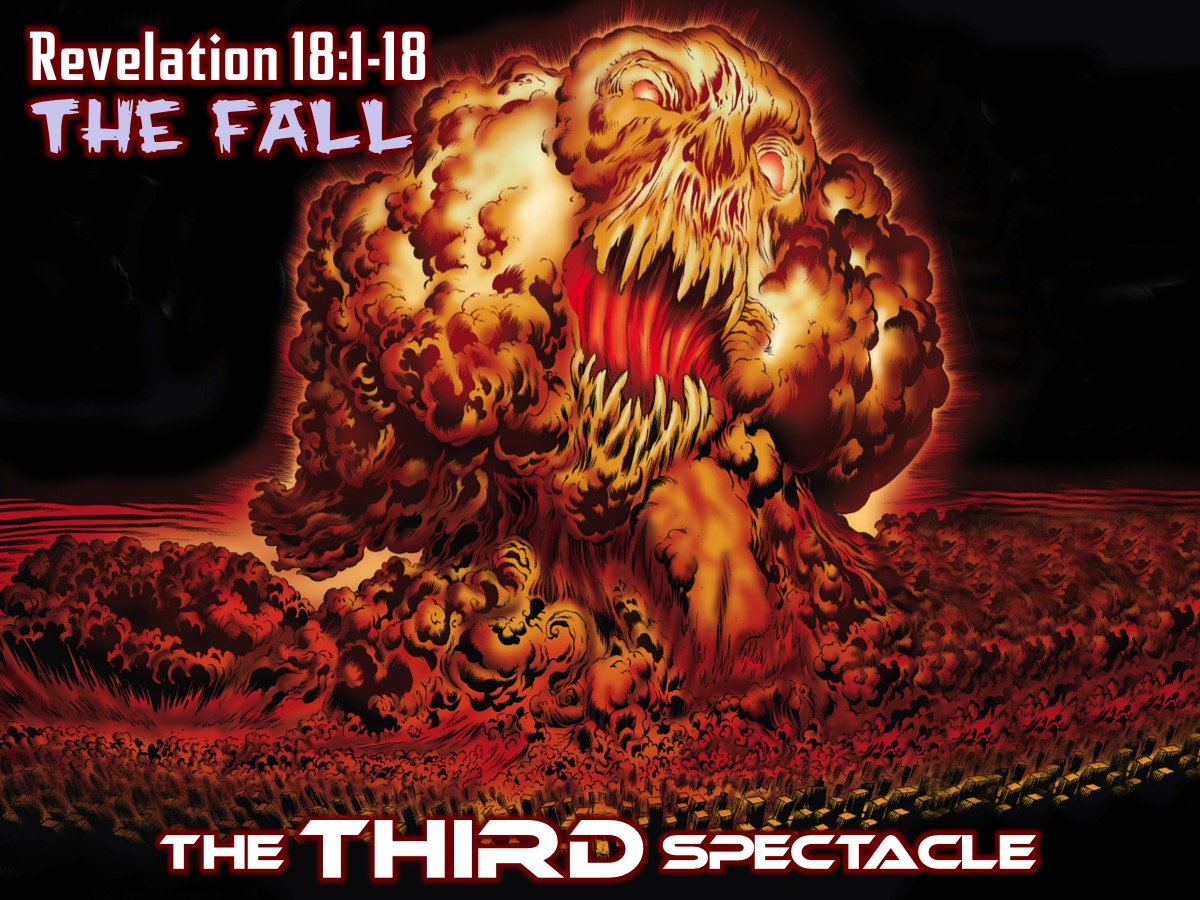 Revelation 18:1-18
THE FALL
THE THIRD SPECTACLE